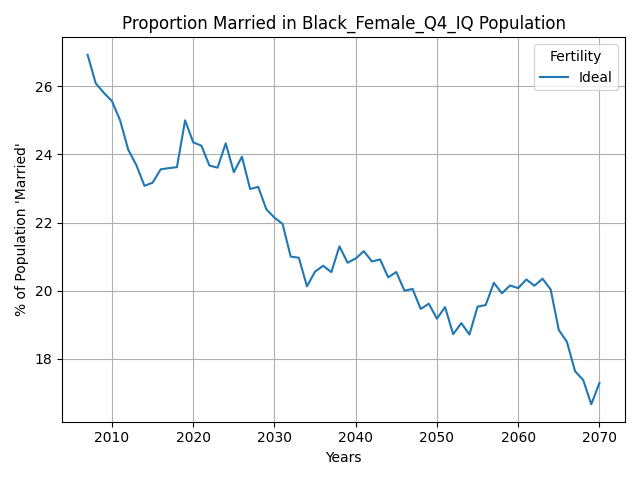 Proportion Married in Black_Female_Q4_IQ Population
% of Population 'Married'
26
24
22
20
18
Fertility
Ideal
2010 2020 2030 2040 2050 2060 2070
Years